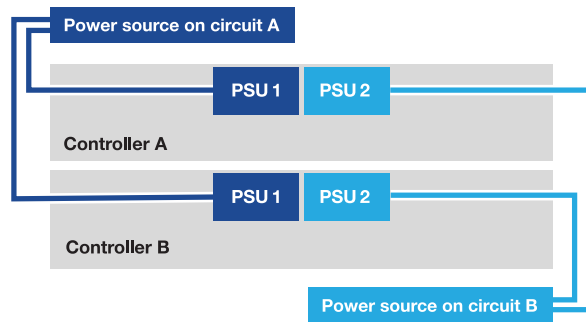 Power source on circuit A
PSU 1
PSU 2
Controller A
PSU 1
PSU 2
Controller B
Power source on circuit B